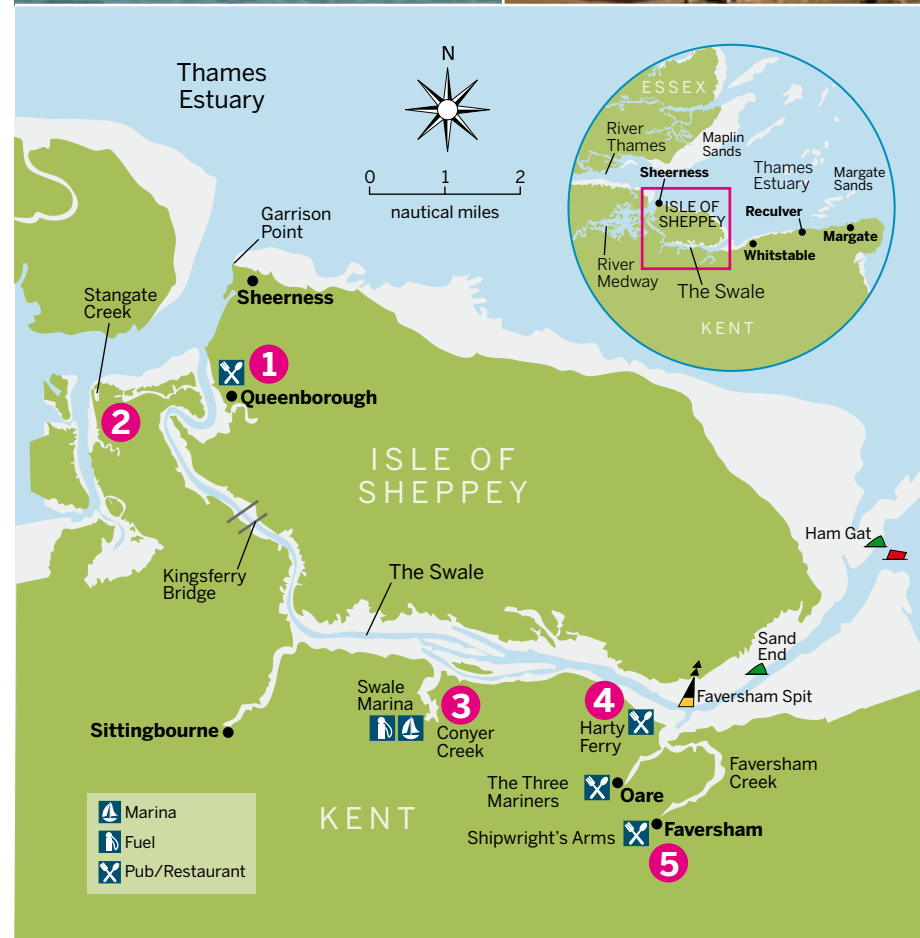 Thames
Estuary
N
0 1 2
nautical miles
ESSEX
River
Thames
Maplin
Sands
Sheerness
Thames
Estuary
Margate
Sands
ISLE OF
SHEPPEY
Reculver
Margate
Whitstable
River
Medway
The Swale
KENT
Garrison
Point
Sheerness
Stangate
Creek
1
Queenborough
2
ISLE OF
SHEPPEY
Ham Gat
Kingsferry
Bridge
The Swale
Sand
End
Faversham Spit
Swale
Marina
3
Conyer
Creek
4
Harty
Ferry
Sittingbourne
The Three
Mariners
Oare
Faversham
Creek
KENT
Shipwright's Arms
Faversham
5
Marina
Fuel
Pub/Restaurant